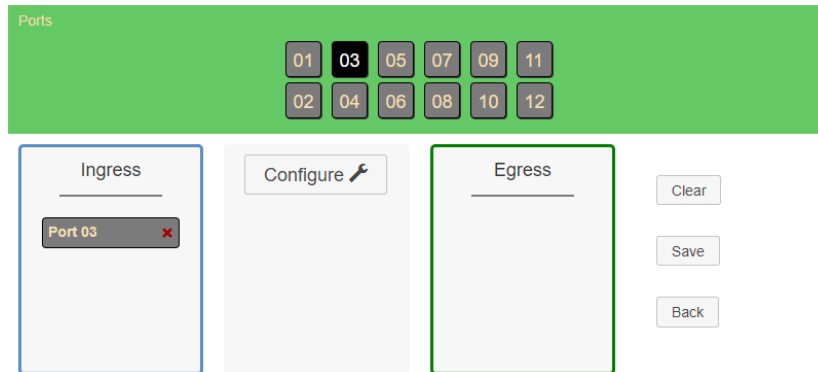 Ports
01 03 05 07 09 11
02 04 06 08 10 12
Ingress
Configure
Egress
Clear
Port 03
Save
Back